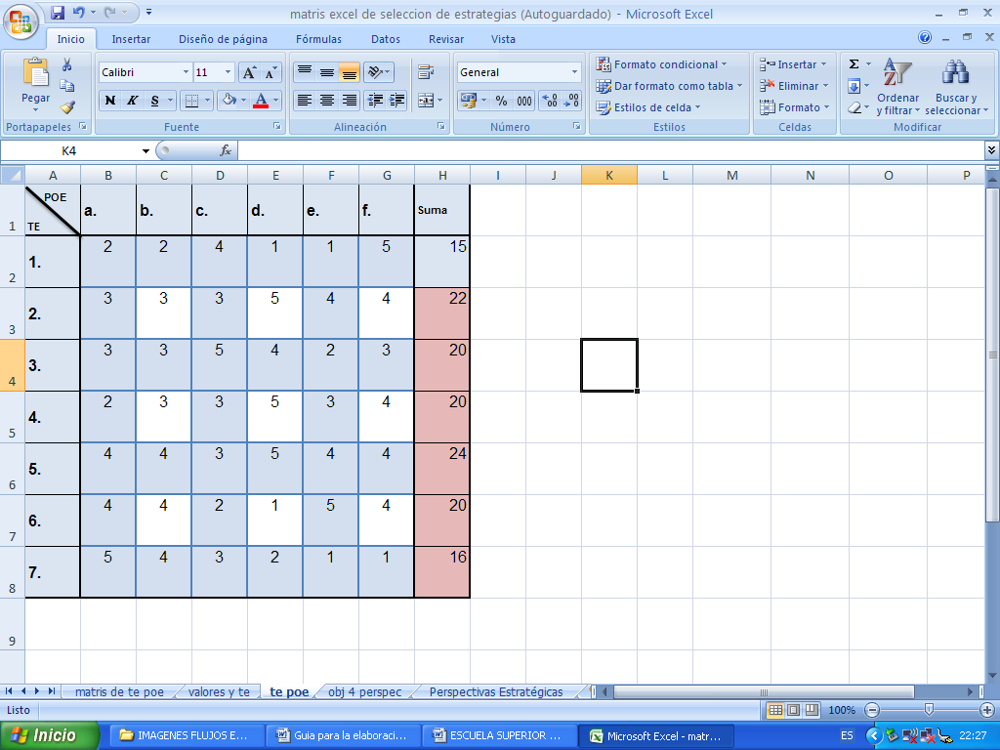 matris excel de seleccion de estrategias (Autoguardado) - Microsoft Excel
Inicio Insertar Diseño de página Fórmulas Datos Revisar Vista
Pegar
Portapapeles
Calibri 11
N K S
Fuente
Alineación
General
% 000
Número
Formato condicional
Dar formato como tabla
Estilos de celda
Estilos
Insertar
Eliminar
Formato
Celdas
Σ
Ordenar y filtrar
Buscar y seleccionar
Modificar
K4 fx
A B C D E F G H I J K L M N O P
1 POE TE a. b. c. d. e. f. Suma
2 1. 2 2 4 1 1 5 15
3 2. 3 3 3 5 4 4 22
4 3. 3 3 5 4 2 3 20
5 4. 2 3 3 5 3 4 20
6 5. 4 4 3 5 4 4 24
7 6. 4 4 2 1 5 4 20
8 7. 5 4 3 2 1 1 16
9
matris de te poe valores y te te poe obj 4 perspec Perspectivas Estratégicas
Listo 100%
Inicio IMAGENES FLUJOS E... Guia para la elaboraci... ESCUELA SUPERIOR ... Microsoft Excel - matr... ES 22:27